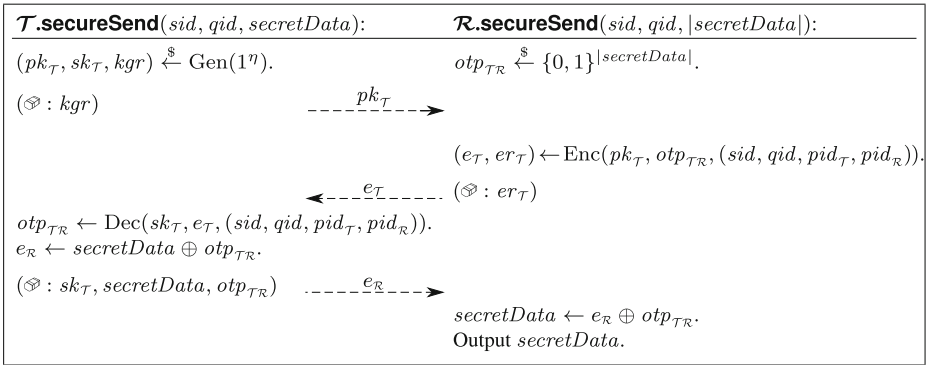 𝒯.secureSend(sid, qid, secretData):
ℛ.secureSend(sid, qid, |secretData|):
(pk_𝒯, sk_𝒯, kgr) $← Gen(1^η).
otp_𝒯ℛ $← {0, 1}^|secretData|.
( : kgr)
pk_𝒯
(e_𝒯, er_𝒯) ← Enc(pk_𝒯, otp_𝒯ℛ, (sid, qid, pid_𝒯, pid_ℛ)).
e_𝒯
( : er_𝒯)
otp_𝒯ℛ ← Dec(sk_𝒯, e_𝒯, (sid, qid, pid_𝒯, pid_ℛ)).
e_ℛ ← secretData ⊕ otp_𝒯ℛ.
( : sk_𝒯, secretData, otp_𝒯ℛ)
e_ℛ
secretData ← e_ℛ ⊕ otp_𝒯ℛ.
Output secretData.